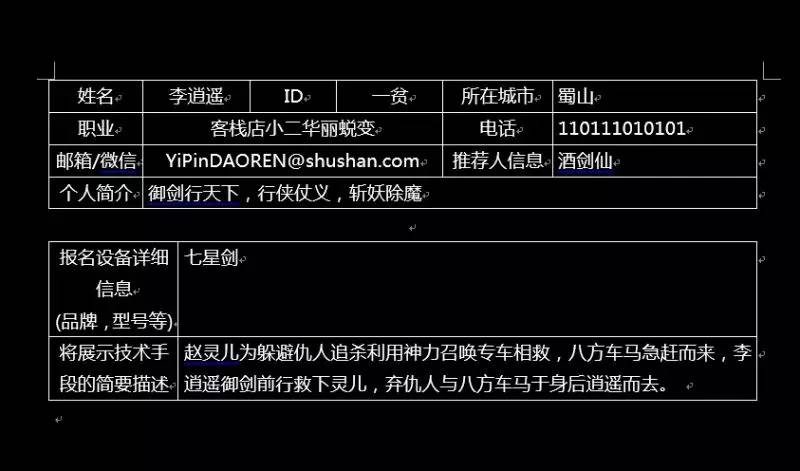 姓名 李逍遥 ID 一贫 所在城市 蜀山
职业 客栈店小二华丽蜕变 电话 110111010101
邮箱/微信 YiPinDAOREN@shushan.com 推荐人信息 酒剑仙
个人简介 御剑行天下，行侠仗义，斩妖除魔
报名设备详细 七星剑
信息
(品牌，型号等)
将展示技术手 赵灵儿为躲避仇人追杀利用神力召唤专车相救，八方车马急赶而来，李
段的简要描述 逍遥御剑前行救下灵儿，弃仇人与八方车马于身后逍遥而去。